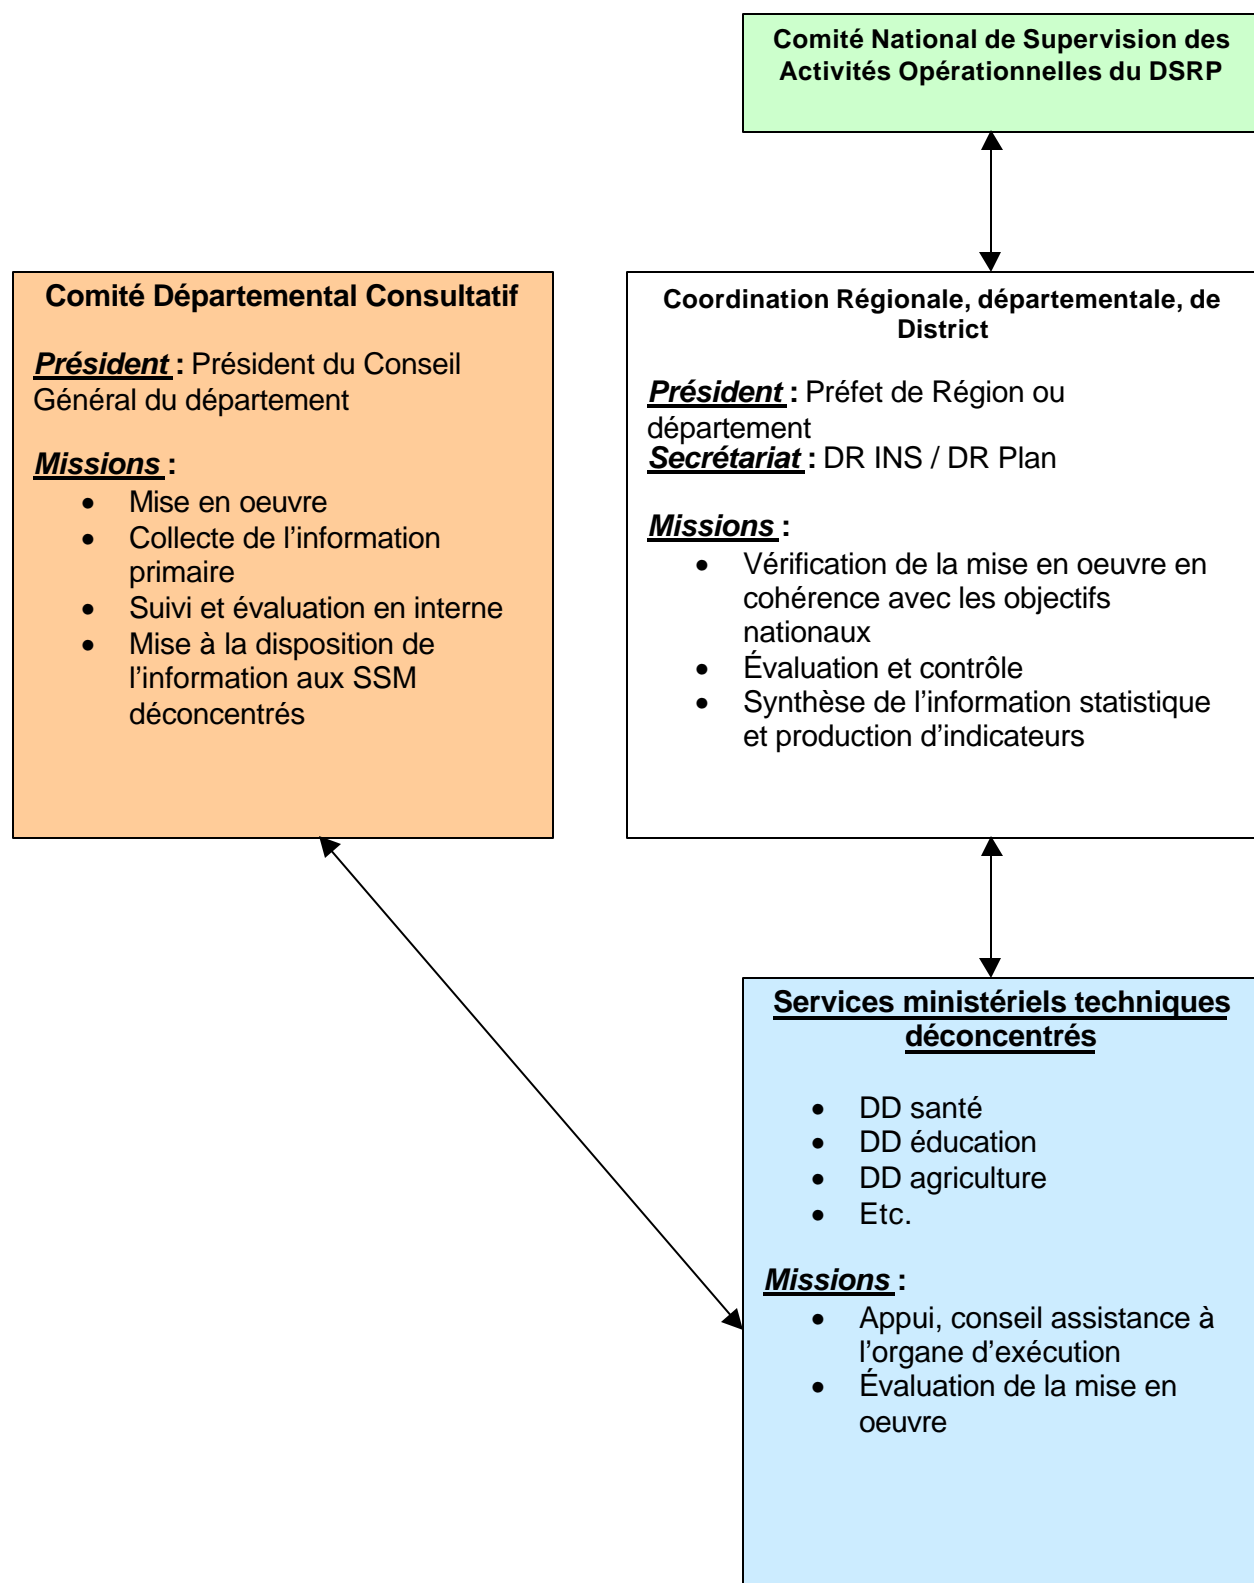 Comité National de Supervision des
Activités Opérationnelles du DSRP
Comité Départemental Consultatif
Président : Président du Conseil
Général du département
Missions :
• Mise en oeuvre
• Collecte de l’information
primaire
• Suivi et évaluation en interne
• Mise à la disposition de
l’information aux SSM
déconcentrés
Coordination Régionale, départementale, de
District
Président : Préfet de Région ou
département
Secrétariat : DR INS / DR Plan
Missions :
• Vérification de la mise en oeuvre en
cohérence avec les objectifs
nationaux
• Évaluation et contrôle
• Synthèse de l’information statistique
et production d’indicateurs
Services ministériels techniques
déconcentrés
• DD santé
• DD éducation
• DD agriculture
• Etc.
Missions :
• Appui, conseil assistance à
l’organe d’exécution
• Évaluation de la mise en
oeuvre